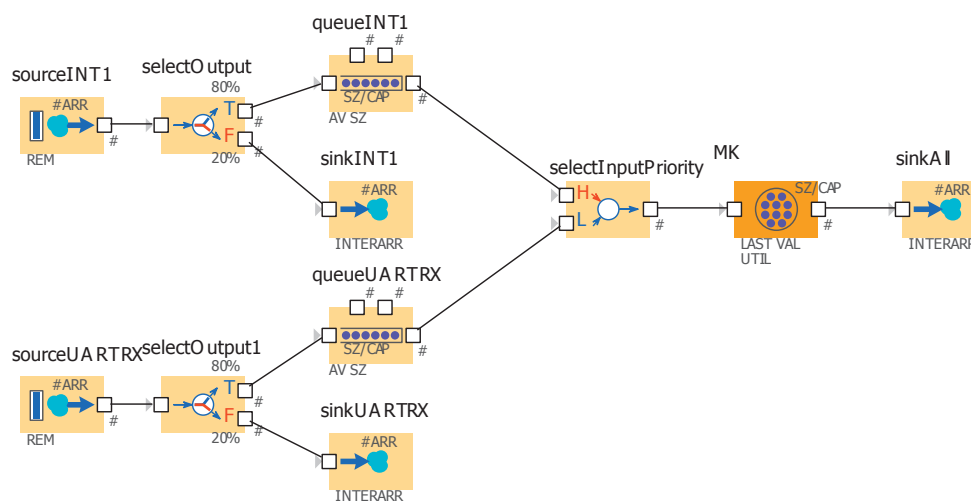 queueINT1
#
#
sourceINT1
selectOutput
80%
#ARR
T
SZ/CAP
#
#
AV SZ
F
#
#
REM
20%
sinkINT1
#ARR
INTERARR
selectInputPriority
H
L
#
MK
SZ/CAP
#
LAST VAL
UTIL
sinkAll
#ARR
INTERARR
queueUARTRX
#
#
sourceUARTRX
selectOutput1
80%
#ARR
T
SZ/CAP
#
#
AV SZ
F
#
#
REM
20%
sinkUARTRX
#ARR
INTERARR